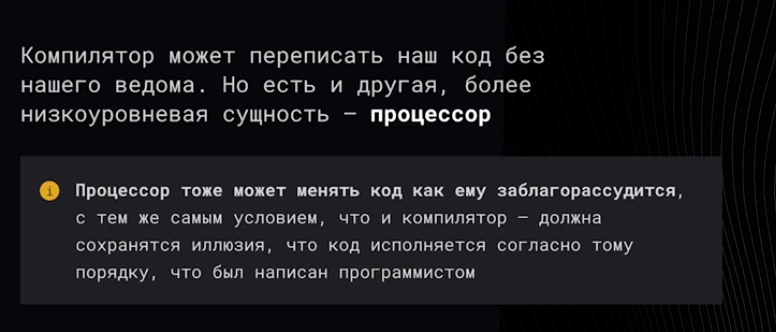 Компилятор может переписать наш код без
нашего ведома. Но есть и другая, более
низкоуровневая сущность — процессор
Процессор тоже может менять код как ему заблагорассудится,
с тем же самым условием, что и компилятор — должна
сохранятся иллюзия, что код исполняется согласно тому
порядку, что был написан программистом